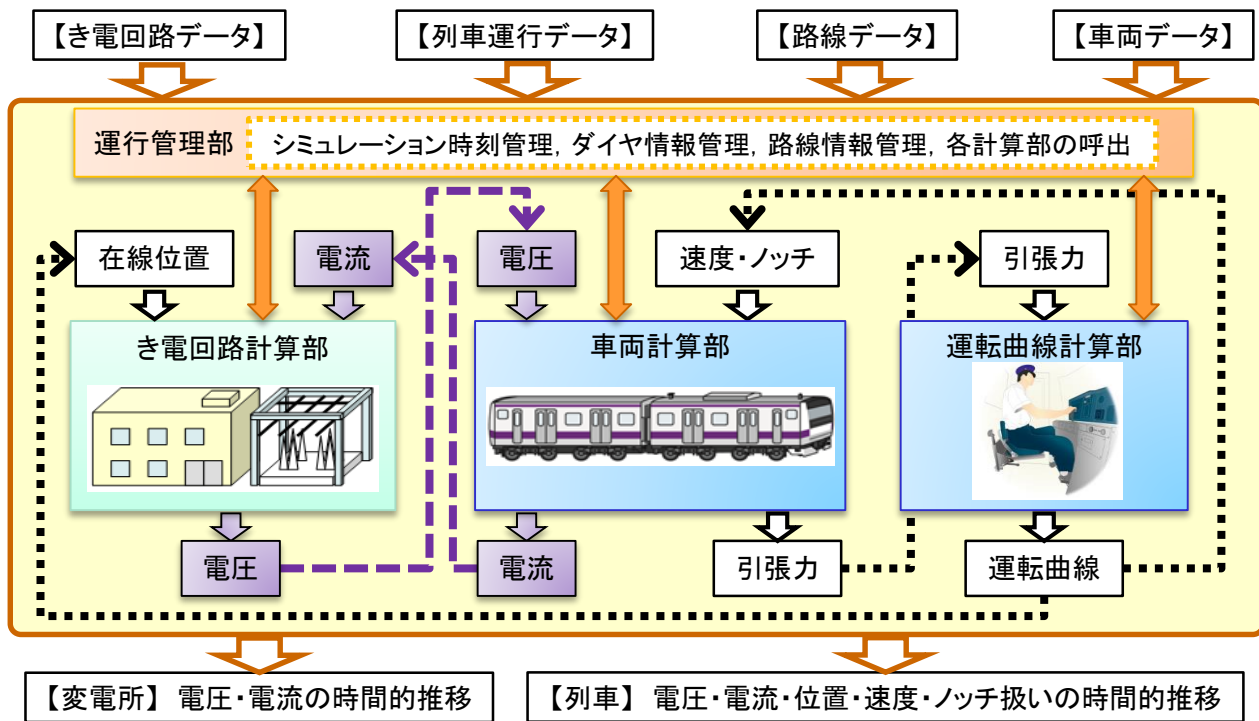 【き電回路データ】
【列車運行データ】
【路線データ】
【車両データ】
運行管理部
シミュレーション時刻管理, ダイヤ情報管理, 路線情報管理, 各計算部の呼出
在線位置
電流
電圧
速度・ノッチ
引張力
き電回路計算部
車両計算部
運転曲線計算部
電圧
電流
引張力
運転曲線
【変電所】 電圧・電流の時間的推移
【列車】 電圧・電流・位置・速度・ノッチ扱いの時間的推移